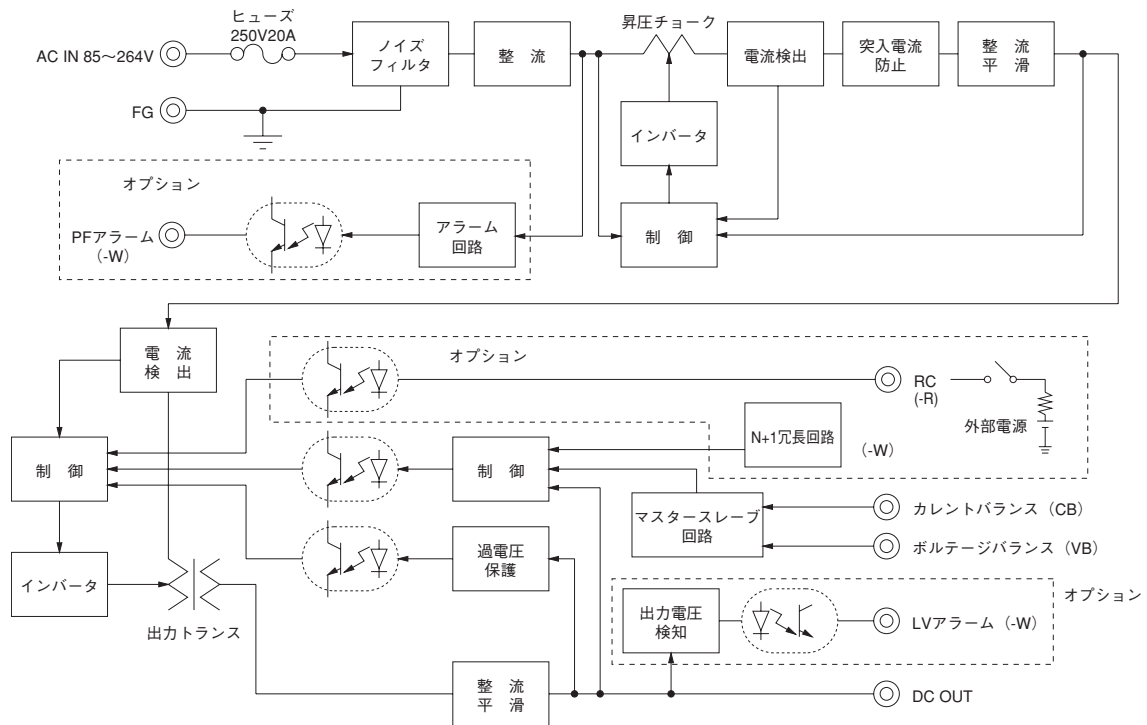 ヒューズ
250V20A
AC IN 85～264V
ノイズ
フィルタ
整 流
昇圧チョーク
電流検出
突入電流
防止
整 流
平 滑
FG
インバータ
オプション
PFアラーム
(-W)
アラーム
回路
制 御
電 流
検 出
オプション
RC
(-R)
外部電源
N+1冗長回路
(-W)
制 御
制 御
マスタースレーブ
回路
カレントバランス（CB）
ボルテージバランス（VB）
過電圧
保護
インバータ
出力トランス
オプション
出力電圧
検知
LVアラーム（-W）
整 流
平 滑
DC OUT